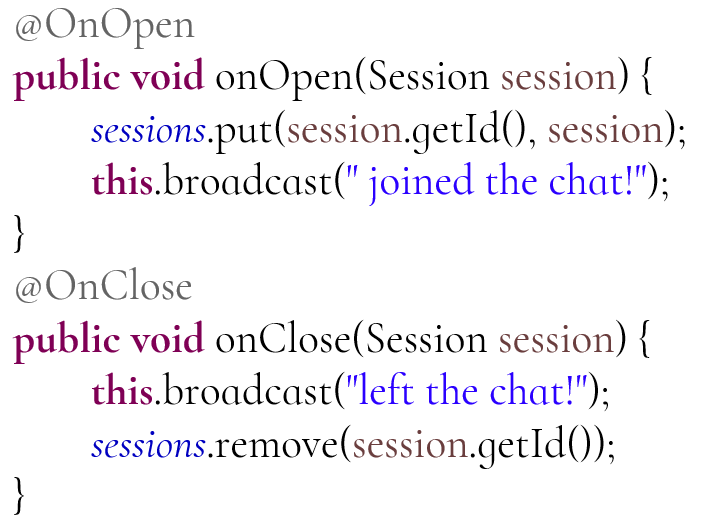 @OnOpen
public void onOpen(Session session) {
sessions.put(session.getId(), session);
this.broadcast(" joined the chat!");
}
@OnClose
public void onClose(Session session) {
this.broadcast("left the chat!");
sessions.remove(session.getId());
}